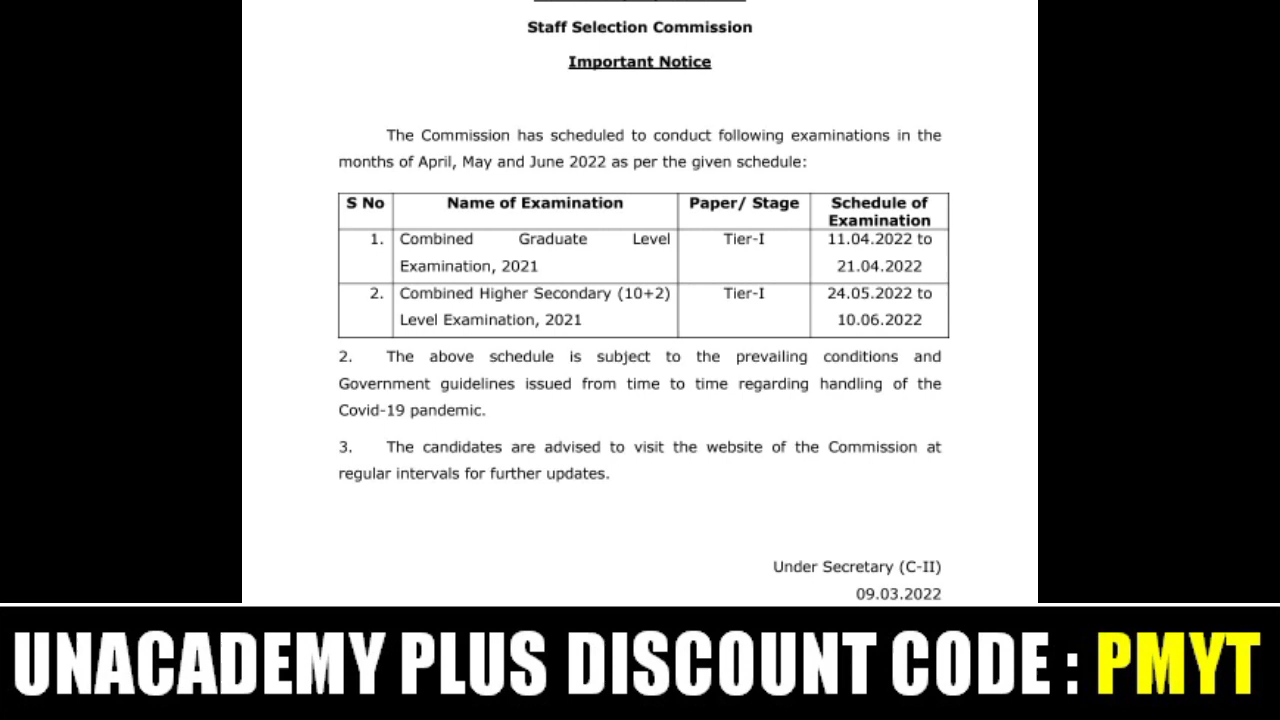 Staff Selection Commission
Important Notice
The Commission has scheduled to conduct following examinations in the
months of April, May and June 2022 as per the given schedule:
S No Name of Examination Paper/ Stage Schedule of
Examination
1. Combined Graduate Level Tier-I 11.04.2022 to
Examination, 2021 21.04.2022
2. Combined Higher Secondary (10+2) Tier-I 24.05.2022 to
Level Examination, 2021 10.06.2022
2. The above schedule is subject to the prevailing conditions and
Government guidelines issued from time to time regarding handling of the
Covid-19 pandemic.
3. The candidates are advised to visit the website of the Commission at
regular intervals for further updates.
Under Secretary (C-II)
09.03.2022
UNACADEMY PLUS DISCOUNT CODE : PMYT